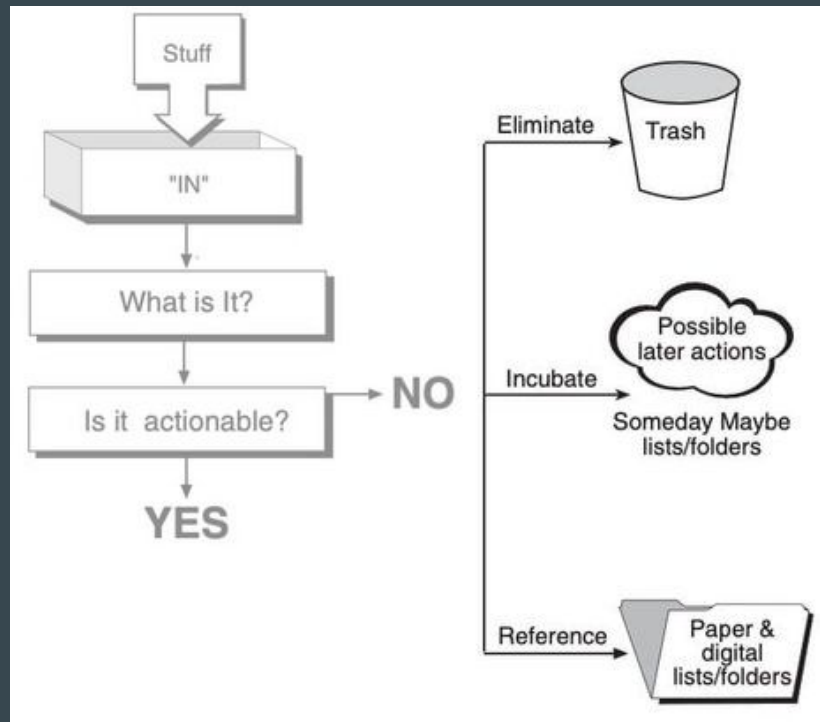 Stuff
"IN"
What is It?
Is it actionable?
NO
YES
Eliminate
Trash
Incubate
Possible
later actions
Someday Maybe
lists/folders
Reference
Paper &
digital
lists/folders